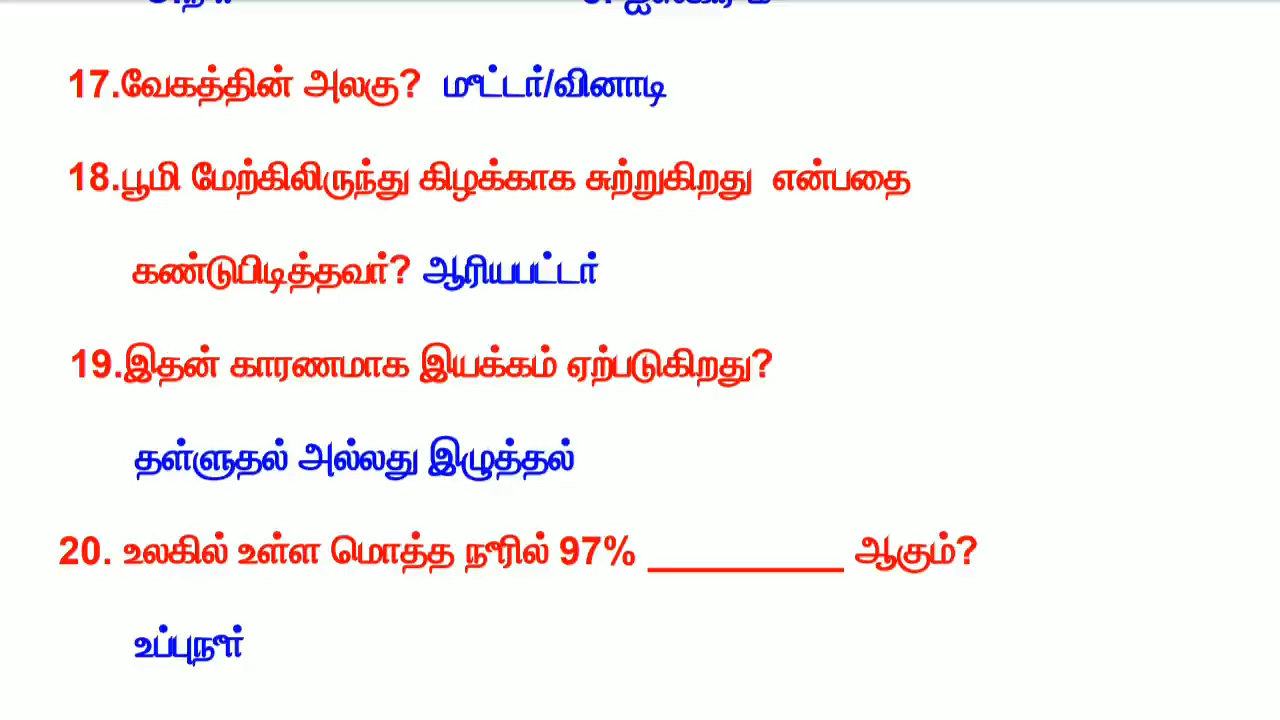 17.வேகத்தின் அலகு? மீட்டர்/வினாடி
18.பூமி மேற்கிலிருந்து கிழக்காக சுற்றுகிறது என்பதை
கண்டுபிடித்தவர்? ஆரியபட்டர்
19.இதன் காரணமாக இயக்கம் ஏற்படுகிறது?
தள்ளுதல் அல்லது இழுத்தல்
20. உலகில் உள்ள மொத்த நீரில் 97% _________ ஆகும்?
உப்புநீர்